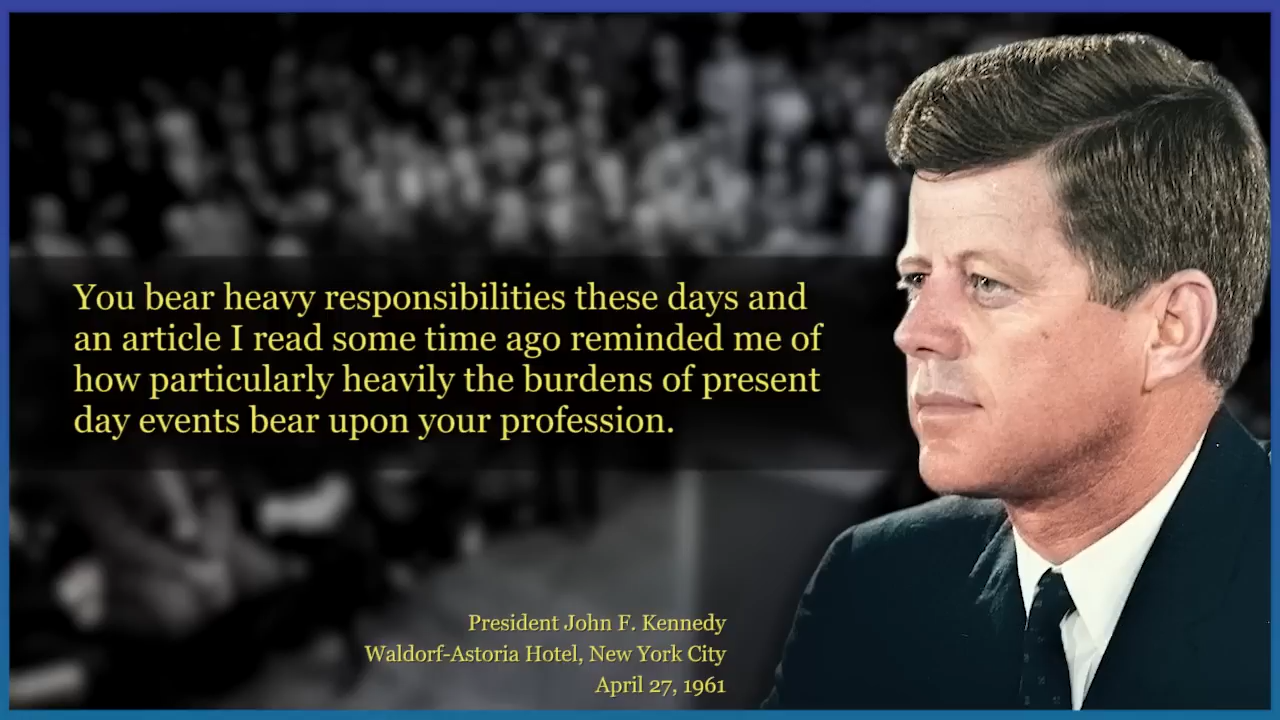 You bear heavy responsibilities these days and
an article I read some time ago reminded me of
how particularly heavily the burdens of present
day events bear upon your profession.
President John F. Kennedy
Waldorf-Astoria Hotel, New York City
April 27, 1961